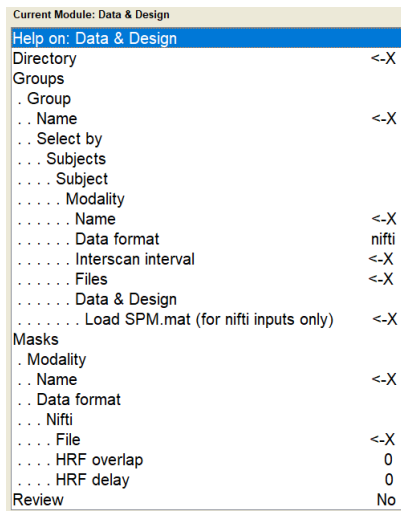 Current Module: Data & Design
Help on: Data & Design
Directory <-X
Groups
. Group
. . Name <-X
. . Select by
. . . Subjects
. . . . Subject
. . . . . Modality
. . . . . . Name <-X
. . . . . . Data format nifti
. . . . . . Interscan interval <-X
. . . . . . Files <-X
. . . . . . Data & Design
. . . . . . . Load SPM.mat (for nifti inputs only) <-X
Masks
. Modality
. . Name <-X
. . Data format
. . . Nifti
. . . . File <-X
. . . . HRF overlap 0
. . . . HRF delay 0
Review No